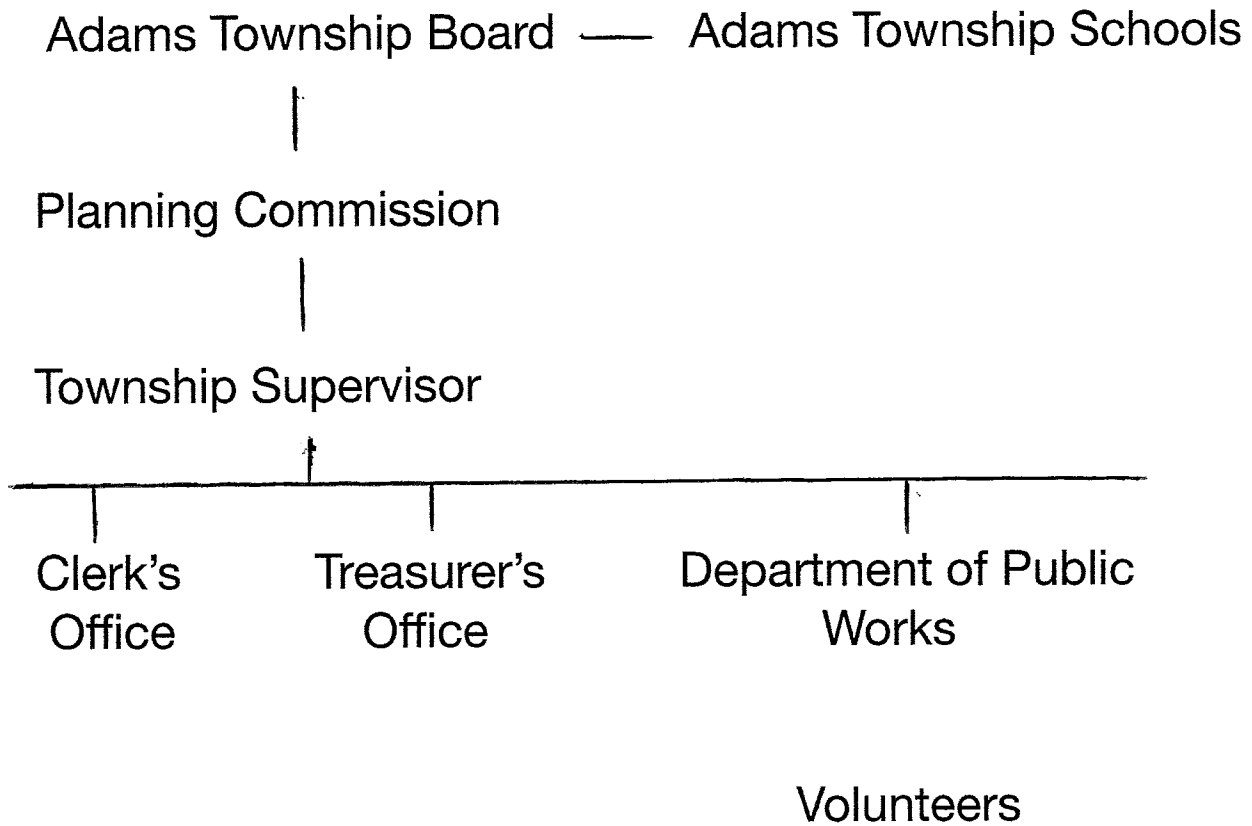 Adams Township Board — Adams Township Schools
Planning Commission
Township Supervisor
Clerk's
Office
Treasurer's
Office
Department of Public
Works
Volunteers